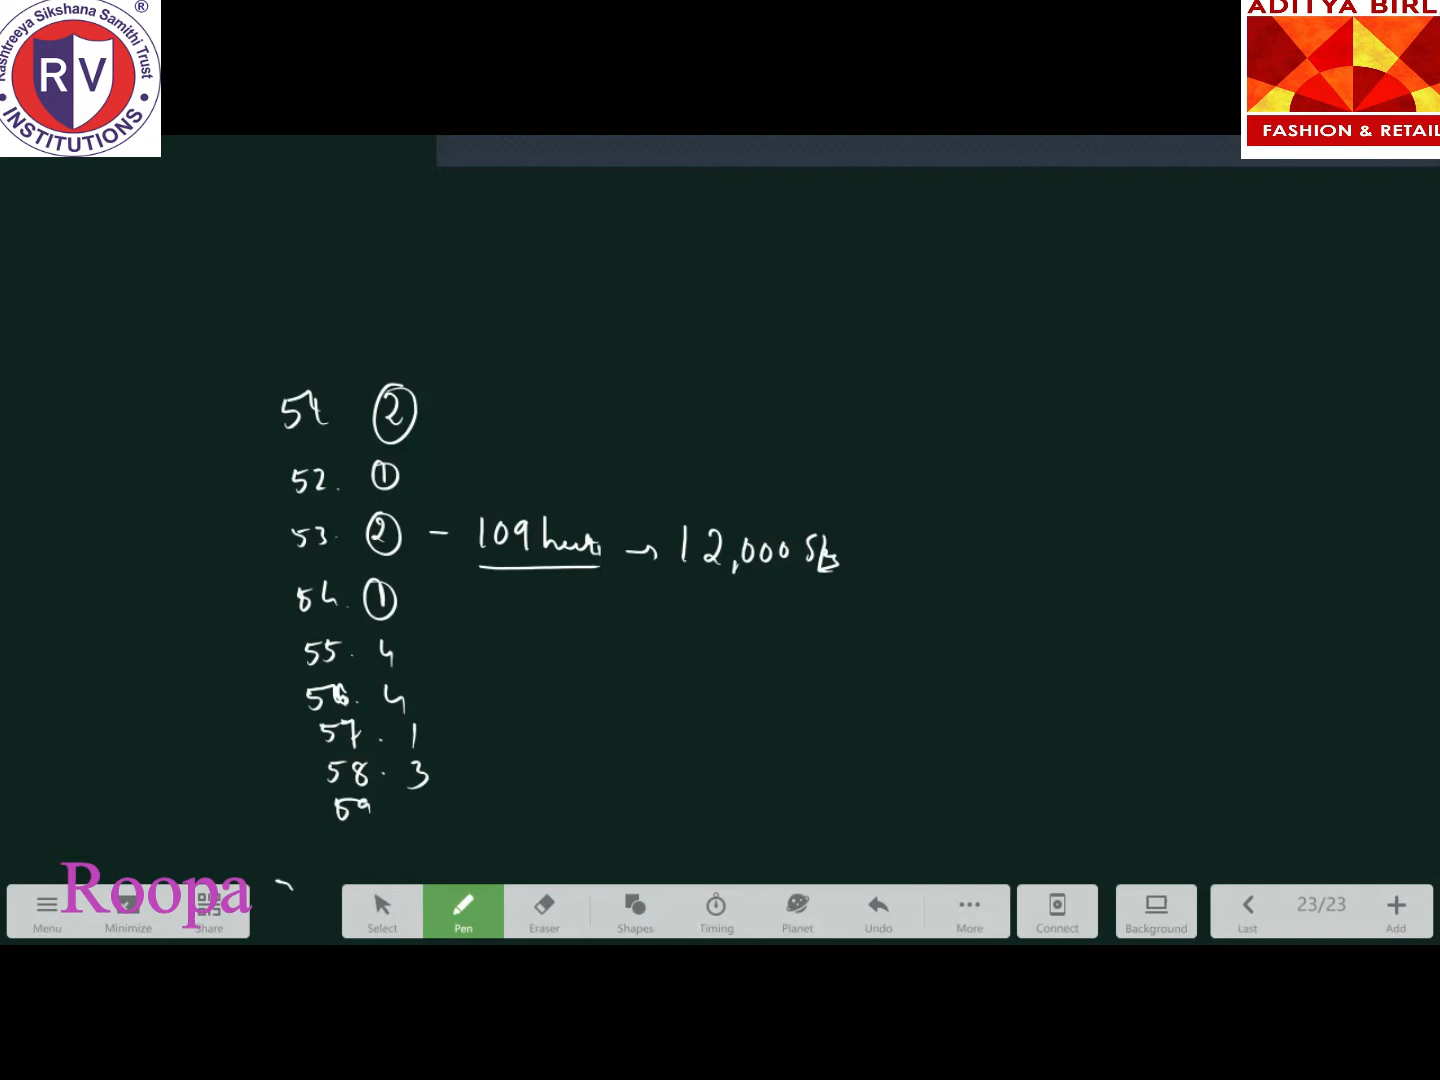 Rashtreeya Sikshana Samithi Trust ®
RV
• INSTITUTIONS •
ADITYA BIRL
FASHION & RETAIL
51 2
52. 1
53. 2 - 109 → 12,000
54. 1
55. 4
56. 4
57. 1
58. 3
59
Roopa
Menu Minimize Share Select Pen Eraser Shapes Timing Planet Undo More Connect Background Last 23/23 Add